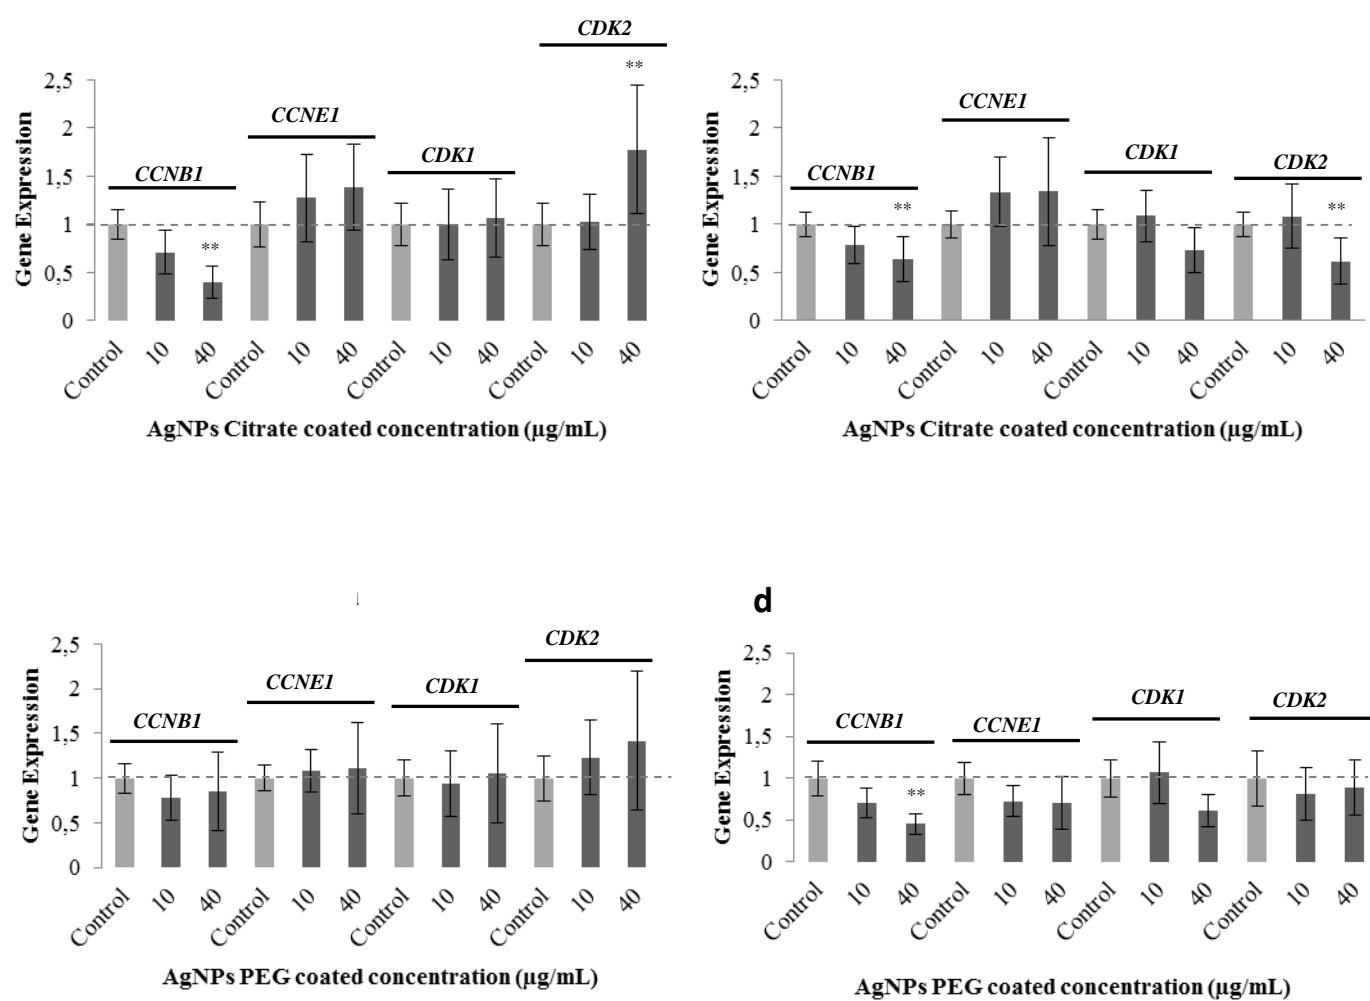 CDK2
2,5
**
CCNE1
2
CDK1
CCNB1
1,5
1
**
0,5
0
Gene Expression
Control 10 40 Control 10 40 Control 10 40 Control 10 40
AgNPs Citrate coated concentration (µg/mL)
2,5
CCNE1
2
CDK1
CDK2
CCNB1
1,5
**
**
1
0,5
0
Gene Expression
Control 10 40 Control 10 40 Control 10 40 Control 10 40
AgNPs Citrate coated concentration (µg/mL)
CDK2
2,5
CCNE1
CDK1
2
CCNB1
1,5
1
0,5
0
Gene Expression
Control 10 40 Control 10 40 Control 10 40 Control 10 40
AgNPs PEG coated concentration (µg/mL)
d
2,5
CDK1
CDK2
2
CCNB1
CCNE1
1,5
**
1
0,5
0
Gene Expression
Control 10 40 Control 10 40 Control 10 40 Control 10 40
AgNPs PEG coated concentration (µg/mL)